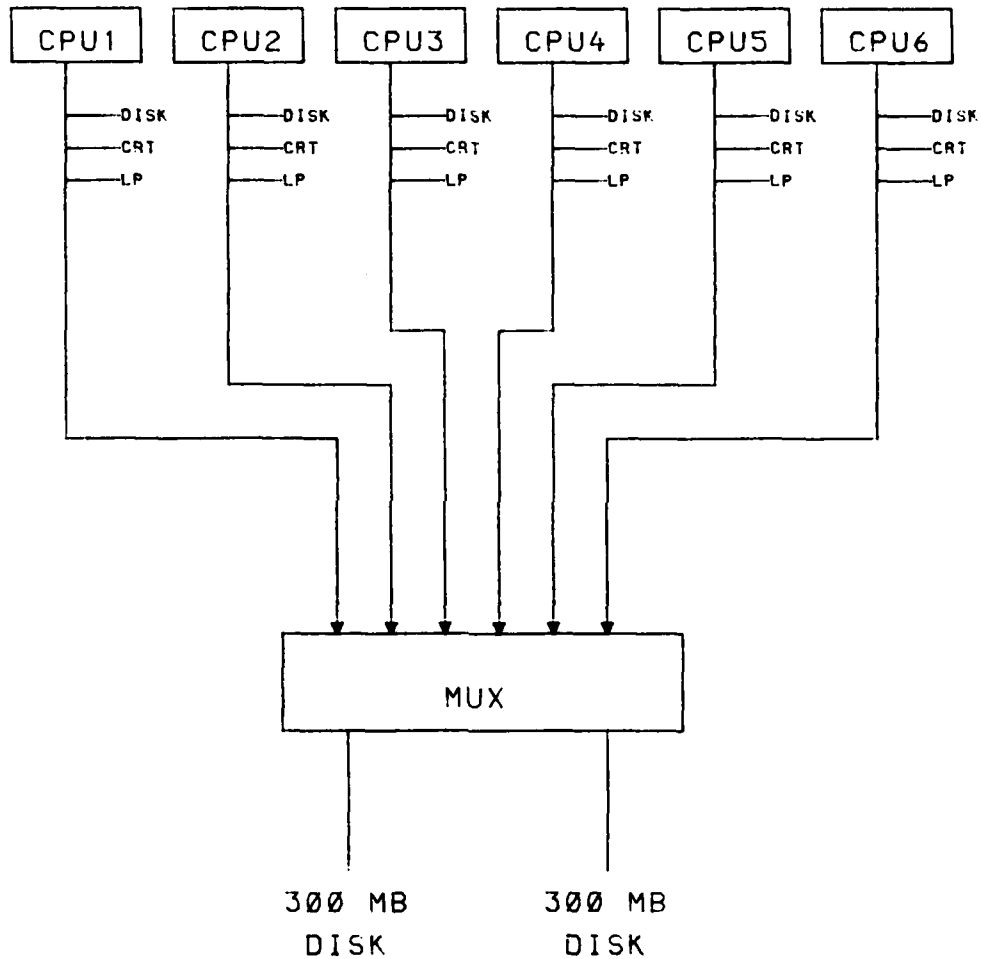 CPU1 CPU2 CPU3 CPU4 CPU5 CPU6
DISK DISK DISK DISK DISK DISK
CRT CRT CRT CRT CRT CRT
LP LP LP LP LP LP
MUX
300 MB 300 MB
DISK DISK